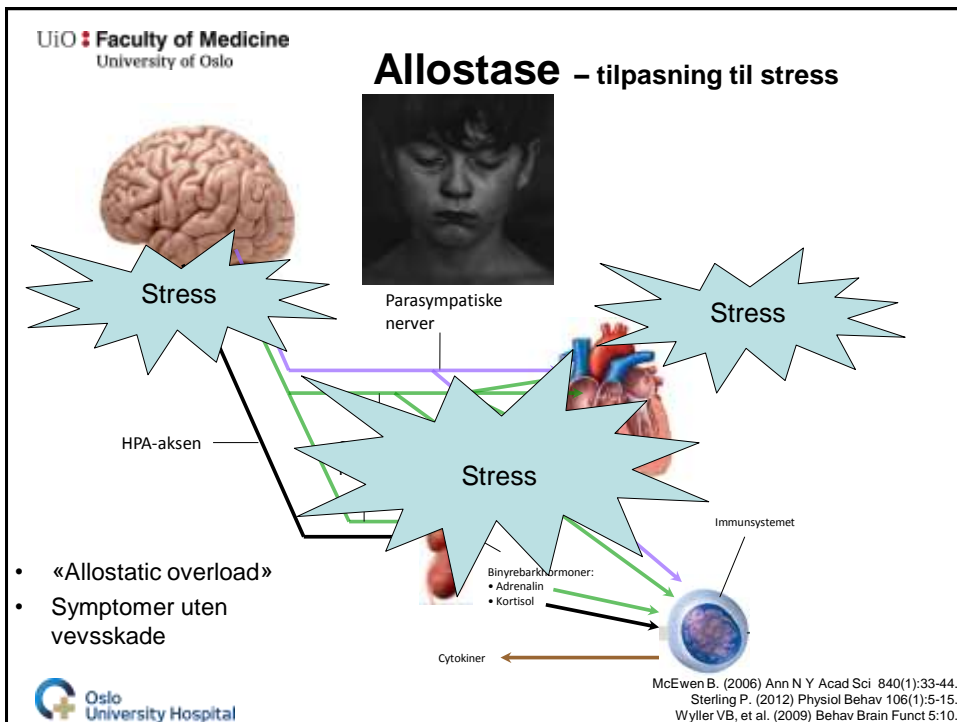 UiO Faculty of Medicine
University of Oslo
Allostase – tilpasning til stress
Stress
Stress
Parasympatiske
nerver
HPA-aksen
Stress
Immunsystemet
Binyrebarkhormoner:
• Adrenalin
• Kortisol
Cytokiner
• «Allostatic overload»
• Symptomer uten
vevsskade
Oslo
University Hospital
McEwen B. (2006) Ann N Y Acad Sci 840(1):33-44.
Sterling P. (2012) Physiol Behav 106(1):5-15.
Wyller VB, et al. (2009) Behav Brain Funct 5:10.